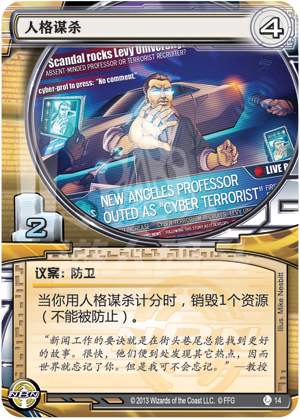 人格谋杀
4
Scandal rocks Levy University
ABSENT-MINDED PROFESSOR OR TERRORIST RECRUITER?
cyber-prof to press: "No comment."
LIVE
NEW ANGELES PROFESSOR
OUTED AS "CYBER TERRORIST"
2
议案：防卫
当你用人格谋杀计分时，销毁1个资源
（不能被防止）。
“新闻工作的要诀就是在街头巷尾总能找到更好
的故事。很快，他们便到处发现其它热点，因而
世界就忘记了你。但是我可不会忘记。”—教授
Illus. Mike Nesbitt
NBN
©2013 Wizards of the Coast LLC. © FFG
14